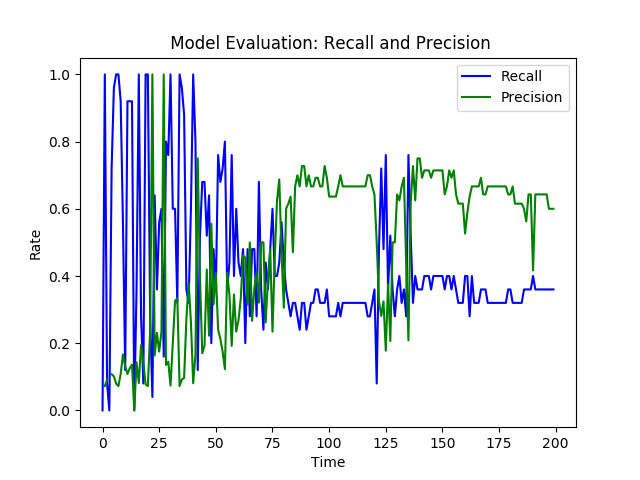 Model Evaluation: Recall and Precision
Recall
Precision
1.0
0.8
0.6
0.4
0.2
0.0
Rate
0 25 50 75 100 125 150 175 200
Time